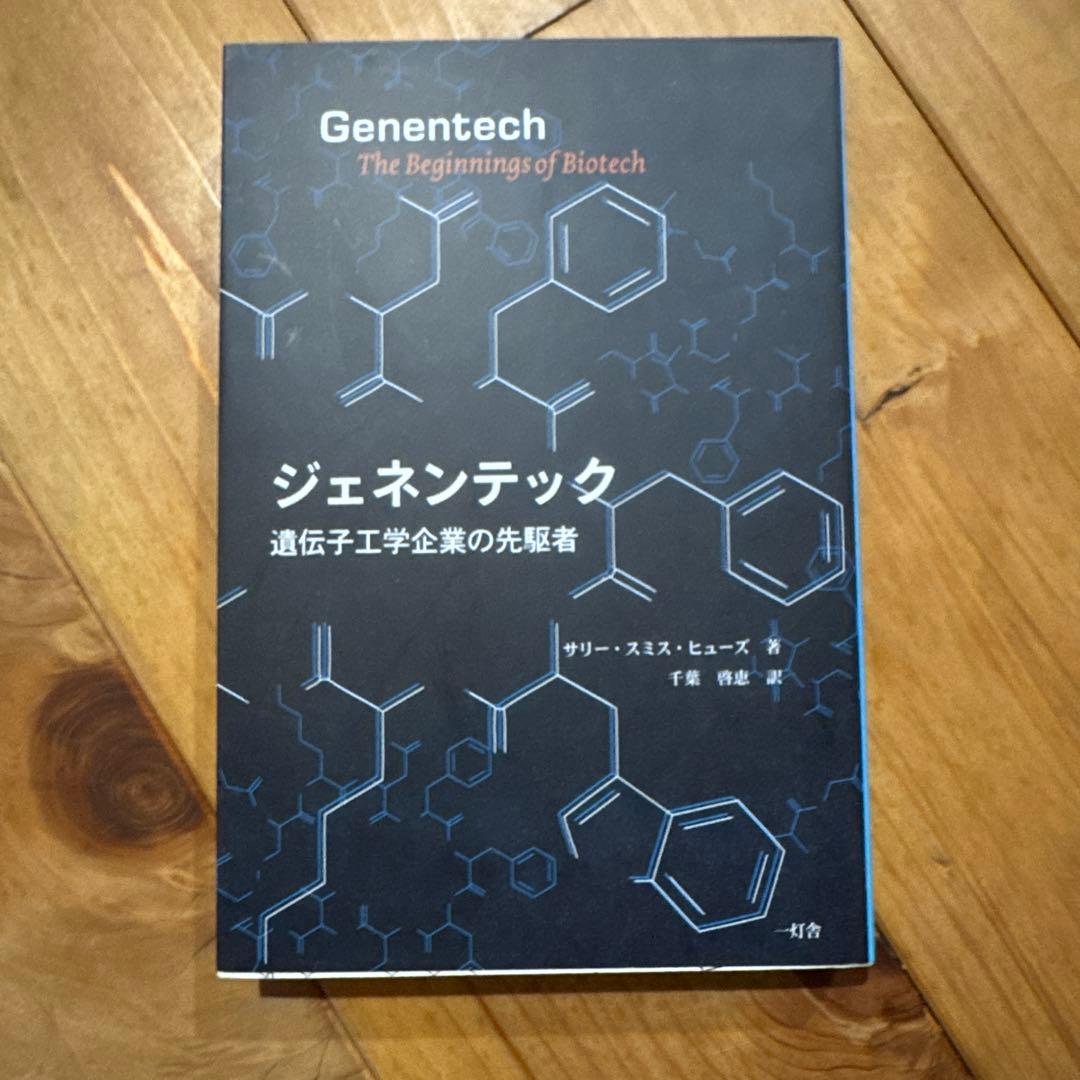 Genentech
The Beginnings of Biotech
ジェネンテック
遺伝子工学企業の先駆者
サリー・スミス・ヒューズ 著
千葉 啓恵 訳
一灯舎